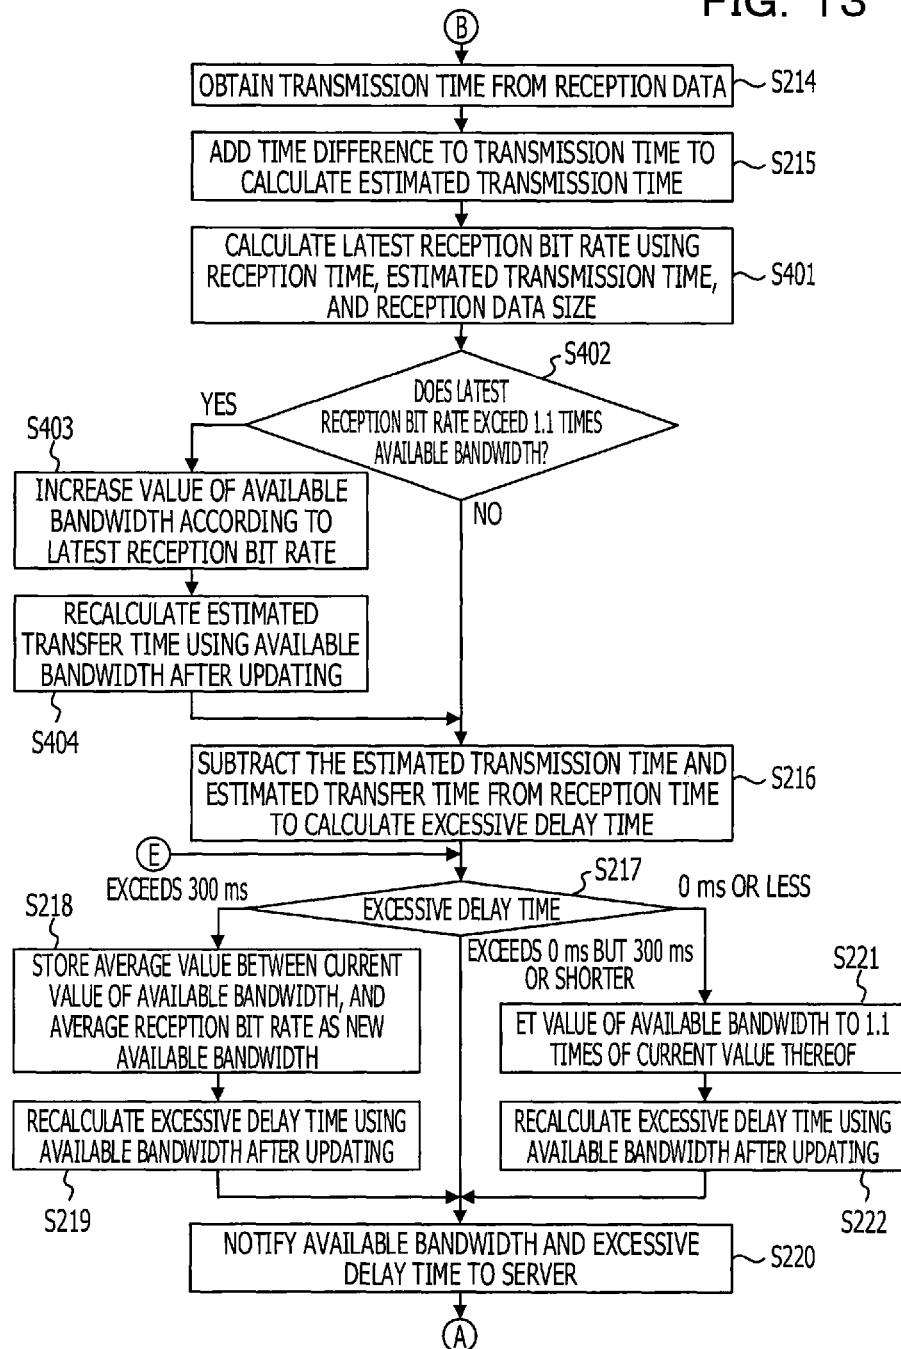 FIG. 13
B
OBTAIN TRANSMISSION TIME FROM RECEPTION DATA
S214
ADD TIME DIFFERENCE TO TRANSMISSION TIME TO
CALCULATE ESTIMATED TRANSMISSION TIME
S215
CALCULATE LATEST RECEPTION BIT RATE USING
RECEPTION TIME, ESTIMATED TRANSMISSION TIME,
AND RECEPTION DATA SIZE
S401
S402
DOES LATEST
RECEPTION BIT RATE EXCEED 1.1 TIMES
AVAILABLE BANDWIDTH?
YES
NO
S403
INCREASE VALUE OF AVAILABLE
BANDWIDTH ACCORDING TO
LATEST RECEPTION BIT RATE
RECALCULATE ESTIMATED
TRANSFER TIME USING AVAILABLE
BANDWIDTH AFTER UPDATING
S404
SUBTRACT THE ESTIMATED TRANSMISSION TIME AND
ESTIMATED TRANSFER TIME FROM RECEPTION TIME
TO CALCULATE EXCESSIVE DELAY TIME
S216
E
S217
EXCESSIVE DELAY TIME
EXCEEDS 300 ms
0 ms OR LESS
EXCEEDS 0 ms BUT 300 ms
OR SHORTER
S218
STORE AVERAGE VALUE BETWEEN CURRENT
VALUE OF AVAILABLE BANDWIDTH, AND
AVERAGE RECEPTION BIT RATE AS NEW
AVAILABLE BANDWIDTH
S221
ET VALUE OF AVAILABLE BANDWIDTH TO 1.1
TIMES OF CURRENT VALUE THEREOF
RECALCULATE EXCESSIVE DELAY TIME USING
AVAILABLE BANDWIDTH AFTER UPDATING
S219
RECALCULATE EXCESSIVE DELAY TIME USING
AVAILABLE BANDWIDTH AFTER UPDATING
S222
NOTIFY AVAILABLE BANDWIDTH AND EXCESSIVE
DELAY TIME TO SERVER
S220
A